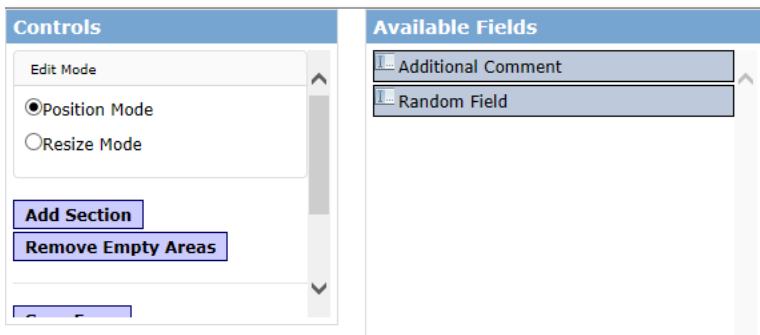 Controls
Edit Mode
Position Mode
Resize Mode
Add Section
Remove Empty Areas
Available Fields
Additional Comment
Random Field